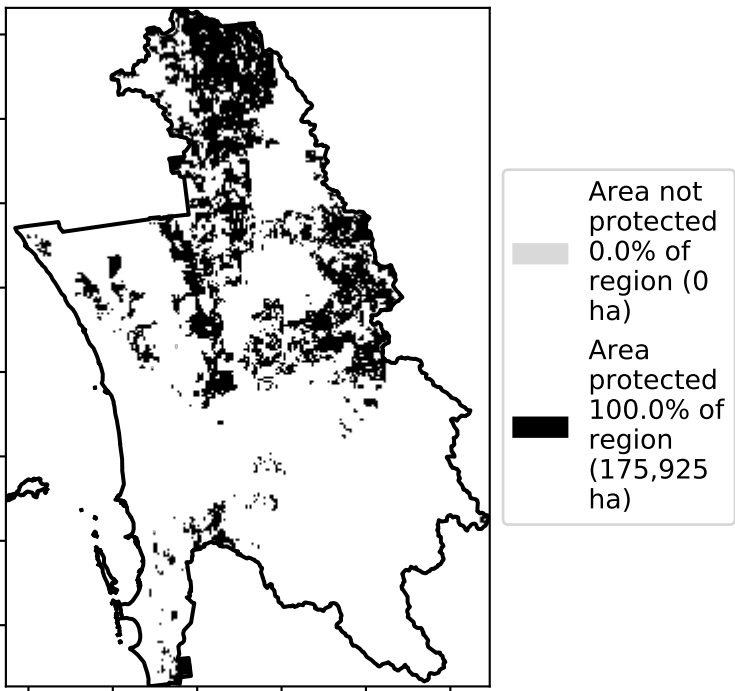 Area not
protected
0.0% of
region (0
ha)
Area
protected
100.0% of
region
(175,925
ha)